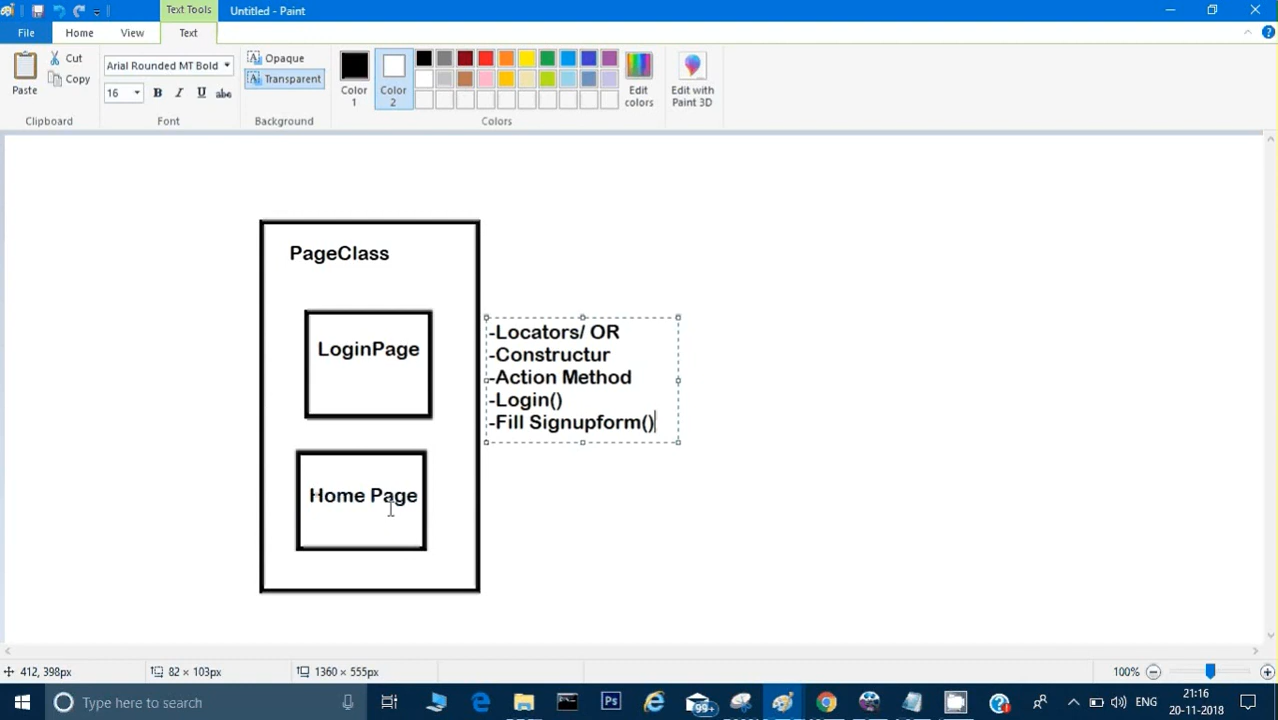 Text Tools
Untitled - Paint
File
Home
View
Text
Paste
Cut
Copy
Clipboard
Arial Rounded MT Bold
16
B
I
U
abc
Font
Opaque
Transparent
Background
Color
1
Color
2
Edit
colors
Colors
Edit with
Paint 3D
PageClass
LoginPage
Home Page
-Locators/ OR
-Constructur
-Action Method
-Login()
-Fill Signupform()
412, 398px
82 × 103px
1360 × 555px
100%
Type here to search
Ps
99+
ENG
21:16
20-11-2018